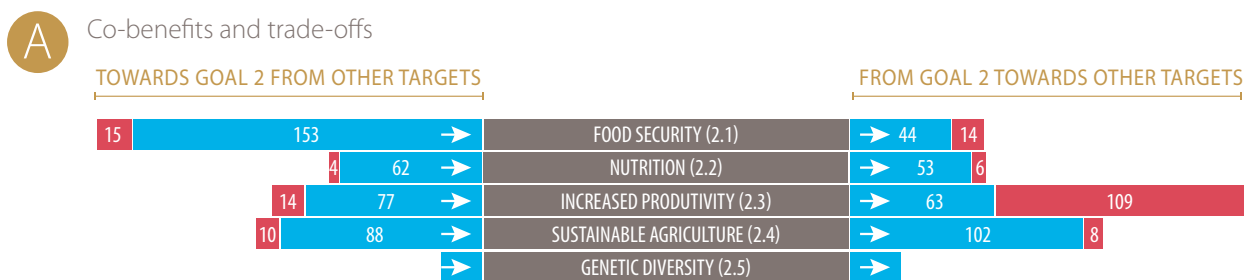 A Co-benefits and trade-offs
TOWARDS GOAL 2 FROM OTHER TARGETS FROM GOAL 2 TOWARDS OTHER TARGETS
15 153 FOOD SECURITY (2.1) 44 14
4 62 NUTRITION (2.2) 53 6
14 77 INCREASED PRODUTIVITY (2.3) 63 109
10 88 SUSTAINABLE AGRICULTURE (2.4) 102 8
GENETIC DIVERSITY (2.5)